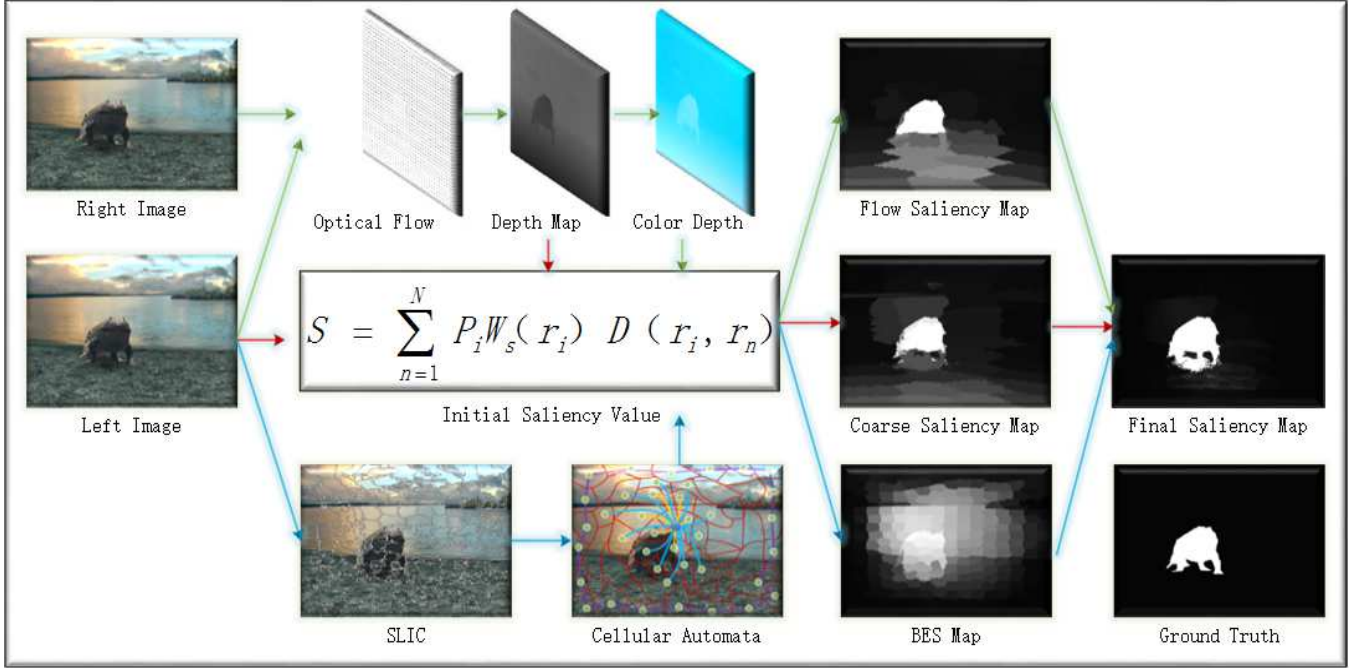 Right Image
Optical Flow
Depth Map
Color Depth
Flow Saliency Map
S = \sum_{n=1}^{N} P_i W_s(r_i) D(r_i, r_n)
Left Image
Initial Saliency Value
Coarse Saliency Map
Final Saliency Map
SLIC
Cellular Automata
BES Map
Ground Truth